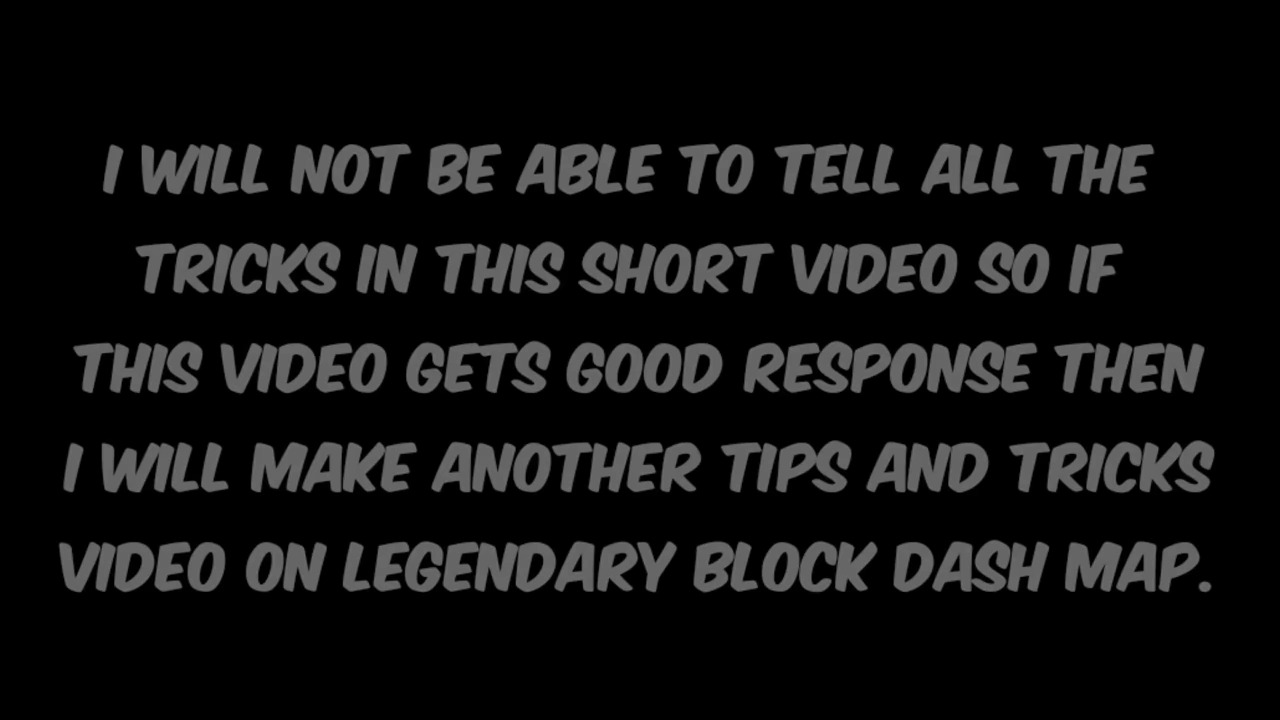 I WILL NOT BE ABLE TO TELL ALL THE
TRICKS IN THIS SHORT VIDEO SO IF
THIS VIDEO GETS GOOD RESPONSE THEN
I WILL MAKE ANOTHER TIPS AND TRICKS
VIDEO ON LEGENDARY BLOCK DASH MAP.